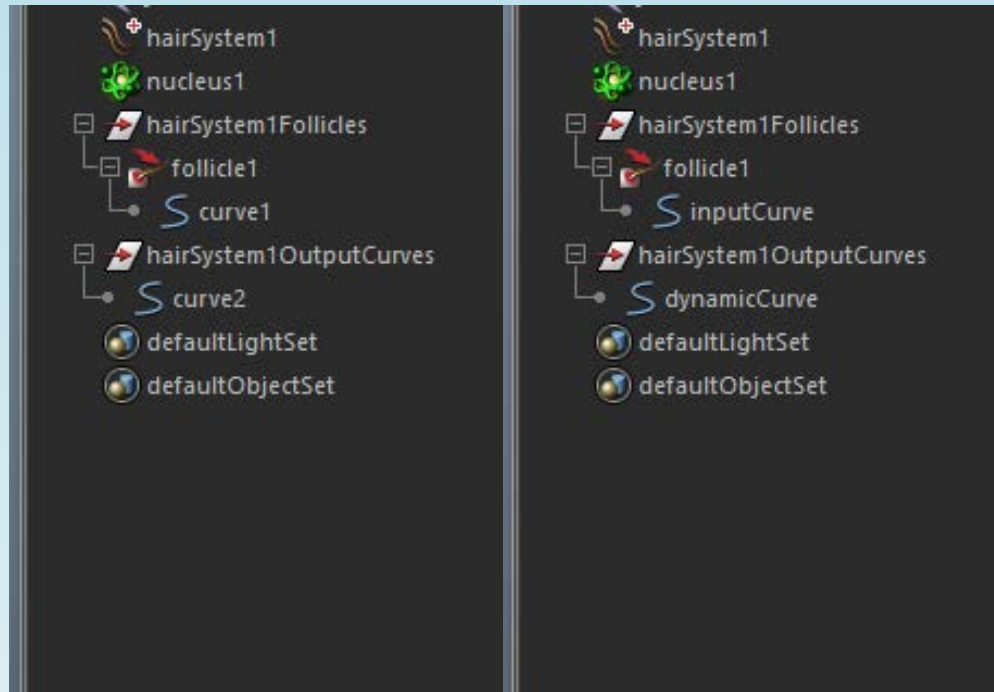 hairSystem1
nucleus1
hairSystem1Follicles
follicle1
curve1
hairSystem1OutputCurves
curve2
defaultLightSet
defaultObjectSet
hairSystem1
nucleus1
hairSystem1Follicles
follicle1
inputCurve
hairSystem1OutputCurves
dynamicCurve
defaultLightSet
defaultObjectSet